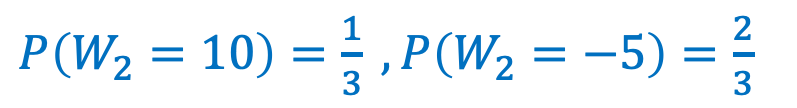 P(W₂ = 10) = 1/3 , P(W₂ = −5) = 2/3